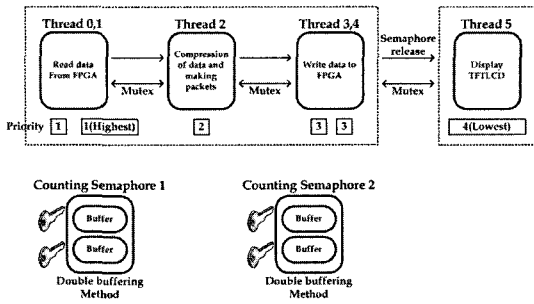 Thread 0,1
Thread 2
Thread 3,4
Thread 5
Read data
From FPGA
Compression
of data and
making
packets
Write data to
FPGA
Semaphore
release
Display
TFTLCD
Mutex
Mutex
Mutex
Priority
1
1(Highest)
2
3
3
4(Lowest)
Counting Semaphore 1
Buffer
Buffer
Double buffering
Method
Counting Semaphore 2
Buffer
Buffer
Double buffering
Method